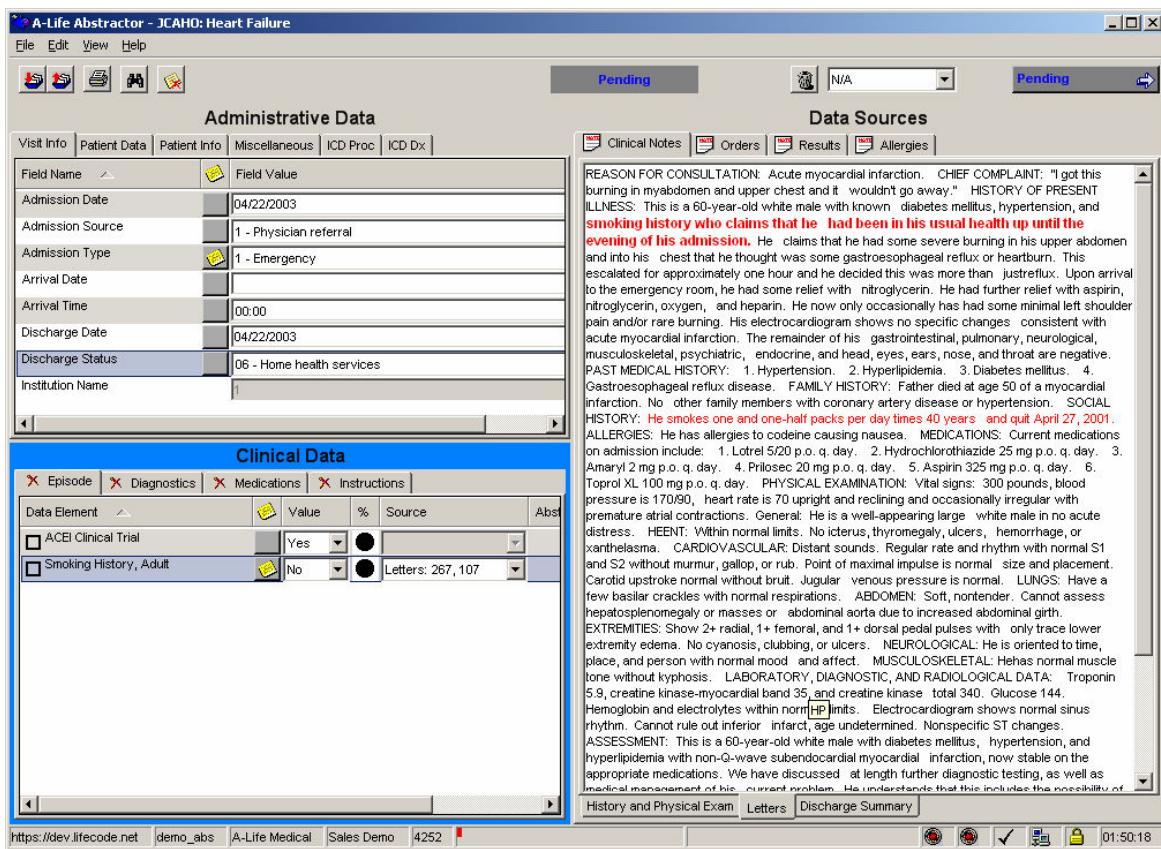 A-Life Abstractor - JCAHO: Heart Failure
File Edit View Help
Pending
N/A
Pending
Administrative Data
Visit Info Patient Data Patient Info Miscellaneous ICD Proc ICD Dx
Field Name Field Value
Admission Date 04/22/2003
Admission Source 1 - Physician referral
Admission Type 1 - Emergency
Arrival Date
Arrival Time 00:00
Discharge Date 04/22/2003
Discharge Status 06 - Home health services
Institution Name 1
Clinical Data
Episode Diagnostics Medications Instructions
Data Element Value % Source Abst
ACEI Clinical Trial Yes
Smoking History, Adult No Letters: 267, 107
Data Sources
Clinical Notes Orders Results Allergies
REASON FOR CONSULTATION: Acute myocardial infarction. CHIEF COMPLAINT: "I got this
burning in myabdomen and upper chest and it wouldn't go away." HISTORY OF PRESENT
ILLNESS: This is a 60-year-old white male with known diabetes mellitus, hypertension, and
smoking history who claims that he had been in his usual health up until the
evening of his admission. He claims that he had some severe burning in his upper abdomen
and into his chest that he thought was some gastroesophageal reflux or heartburn. This
escalated for approximately one hour and he decided this was more than justreflux. Upon arrival
to the emergency room, he had some relief with nitroglycerin. He had further relief with aspirin,
nitroglycerin, oxygen, and heparin. He now only occasionally has had some minimal left shoulder
pain and/or rare burning. His electrocardiogram shows no specific changes consistent with
acute myocardial infarction. The remainder of his gastrointestinal, pulmonary, neurological,
musculoskeletal, psychiatric, endocrine, and head, eyes, ears, nose, and throat are negative.
PAST MEDICAL HISTORY: 1. Hypertension. 2. Hyperlipidemia. 3. Diabetes mellitus. 4.
Gastroesophageal reflux disease. FAMILY HISTORY: Father died at age 50 of a myocardial
infarction. No other family members with coronary artery disease or hypertension. SOCIAL
HISTORY: He smokes one and one-half packs per day times 40 years and quit April 27, 2001.
ALLERGIES: He has allergies to codeine causing nausea. MEDICATIONS: Current medications
on admission include: 1. Lotrel 5/20 p.o. q. day. 2. Hydrochlorothiazide 25 mg p.o. q. day. 3.
Amaryl 2 mg p.o. q. day. 4. Prilosec 20 mg p.o. q. day. 5. Aspirin 325 mg p.o. q. day. 6.
Toprol XL 100 mg p.o. q. day. PHYSICAL EXAMINATION: Vital signs: 300 pounds, blood
pressure is 170/90, heart rate is 70 upright and reclining and occasionally irregular with
premature atrial contractions. General: He is a well-appearing large white male in no acute
distress. HEENT: Within normal limits. No icterus, thyromegaly, ulcers, hemorrhage, or
xanthelasma. CARDIOVASCULAR: Distant sounds. Regular rate and rhythm with normal S1
and S2 without murmur, gallop, or rub. Point of maximal impulse is normal size and placement.
Carotid upstroke normal without bruit. Jugular venous pressure is normal. LUNGS: Have a
few basilar crackles with normal respirations. ABDOMEN: Soft, nontender. Cannot assess
hepatosplenomegaly or masses or abdominal aorta due to increased abdominal girth.
EXTREMITIES: Show 2+ radial, 1+ femoral, and 1+ dorsal pedal pulses with only trace lower
extremity edema. No cyanosis, clubbing, or ulcers. NEUROLOGICAL: He is oriented to time,
place, and person with normal mood and affect. MUSCULOSKELETAL: Hehas normal muscle
tone without kyphosis. LABORATORY, DIAGNOSTIC, AND RADIOLOGICAL DATA: Troponin
5.9, creatine kinase-myocardial band 35, and creatine kinase total 340. Glucose 144.
Hemoglobin and electrolytes within norm HP limits. Electrocardiogram shows normal sinus
rhythm. Cannot rule out inferior infarct, age undetermined. Nonspecific ST changes.
ASSESSMENT: This is a 60-year-old white male with diabetes mellitus, hypertension, and
hyperlipidemia with non-Q-wave subendocardial myocardial infarction, now stable on the
appropriate medications. We have discussed at length further diagnostic testing, as well as
medical management of his current problem. He understands that this includes the possibility of
History and Physical Exam Letters Discharge Summary
https://dev.lifecode.net demo_abs A-Life Medical Sales Demo 4252 01:50:18